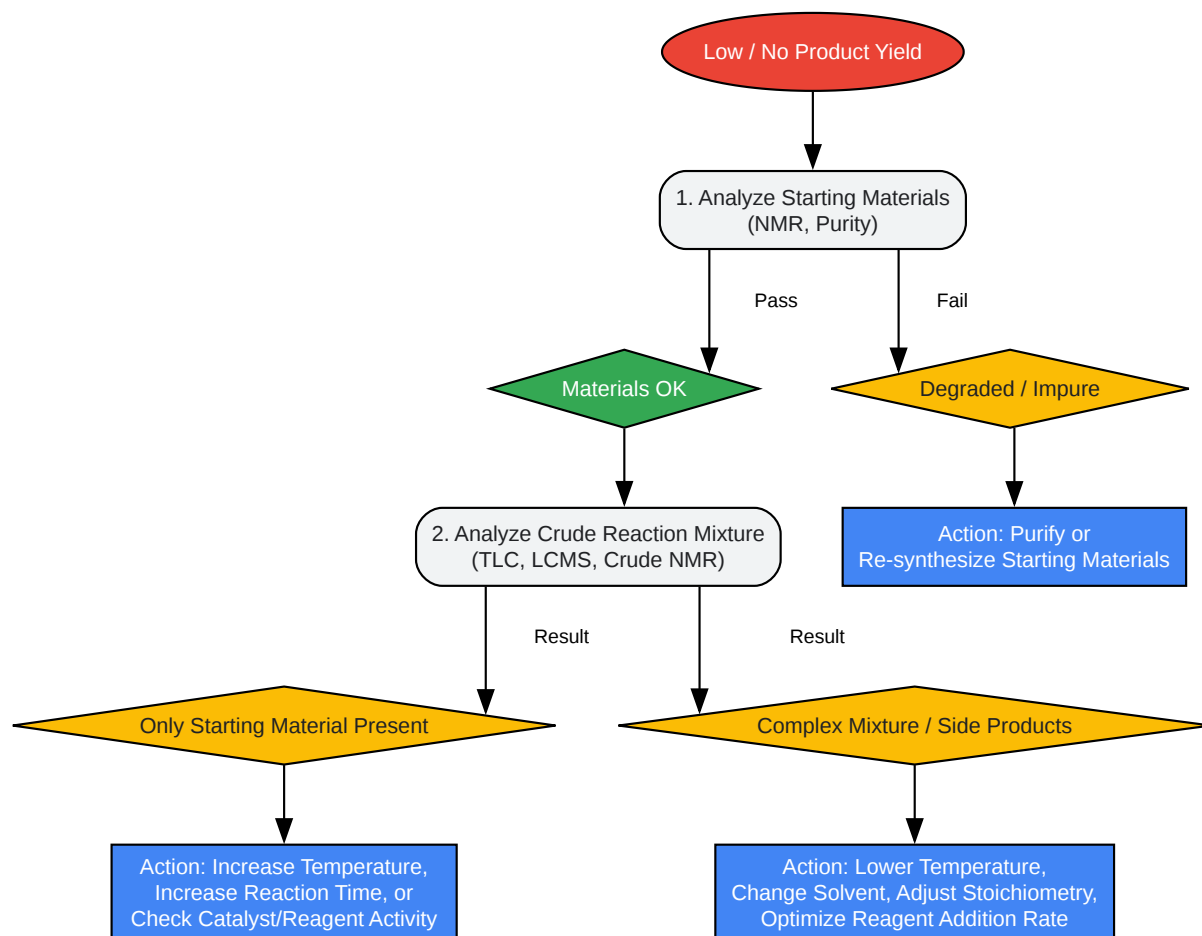 Low / No Product Yield
1. Analyze Starting Materials
(NMR, Purity)
Pass
Fail
Materials OK
Degraded / Impure
2. Analyze Crude Reaction Mixture
(TLC, LCMS, Crude NMR)
Action: Purify or
Re-synthesize Starting Materials
Result
Result
Only Starting Material Present
Complex Mixture / Side Products
Action: Increase Temperature,
Increase Reaction Time, or
Check Catalyst/Reagent Activity
Action: Lower Temperature,
Change Solvent, Adjust Stoichiometry,
Optimize Reagent Addition Rate